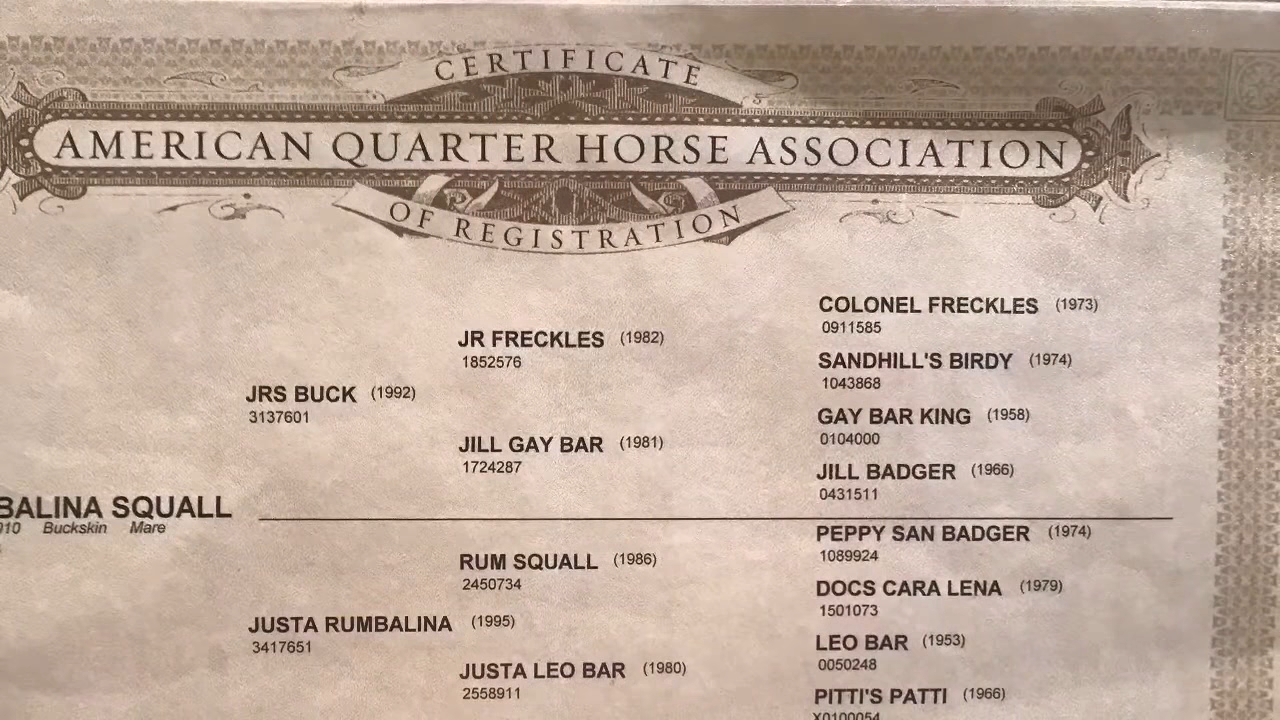 CERTIFICATE
AMERICAN QUARTER HORSE ASSOCIATION
OF REGISTRATION
COLONEL FRECKLES (1973)
0911585
JR FRECKLES (1982)
1852576
SANDHILL'S BIRDY (1974)
1043868
JRS BUCK (1992)
3137601
GAY BAR KING (1958)
0104000
JILL GAY BAR (1981)
1724287
JILL BADGER (1966)
0431511
BALINA SQUALL
010 Buckskin Mare
PEPPY SAN BADGER (1974)
1089924
RUM SQUALL (1986)
2450734
DOCS CARA LENA (1979)
1501073
JUSTA RUMBALINA (1995)
3417651
LEO BAR (1953)
0050248
JUSTA LEO BAR (1980)
2558911
PITTI'S PATTI (1966)
X0100054